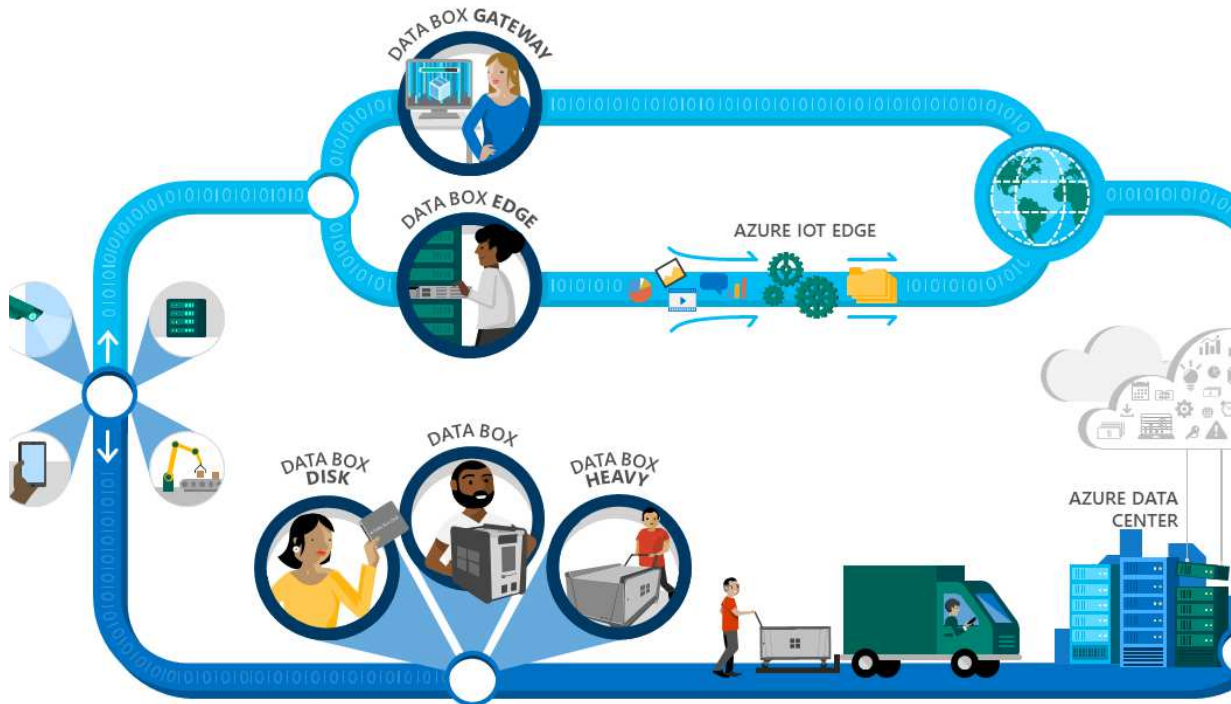 DATA BOX GATEWAY
DATA BOX EDGE
AZURE IOT EDGE
DATA BOX
DISK
DATA BOX
DATA BOX
HEAVY
AZURE DATA
CENTER